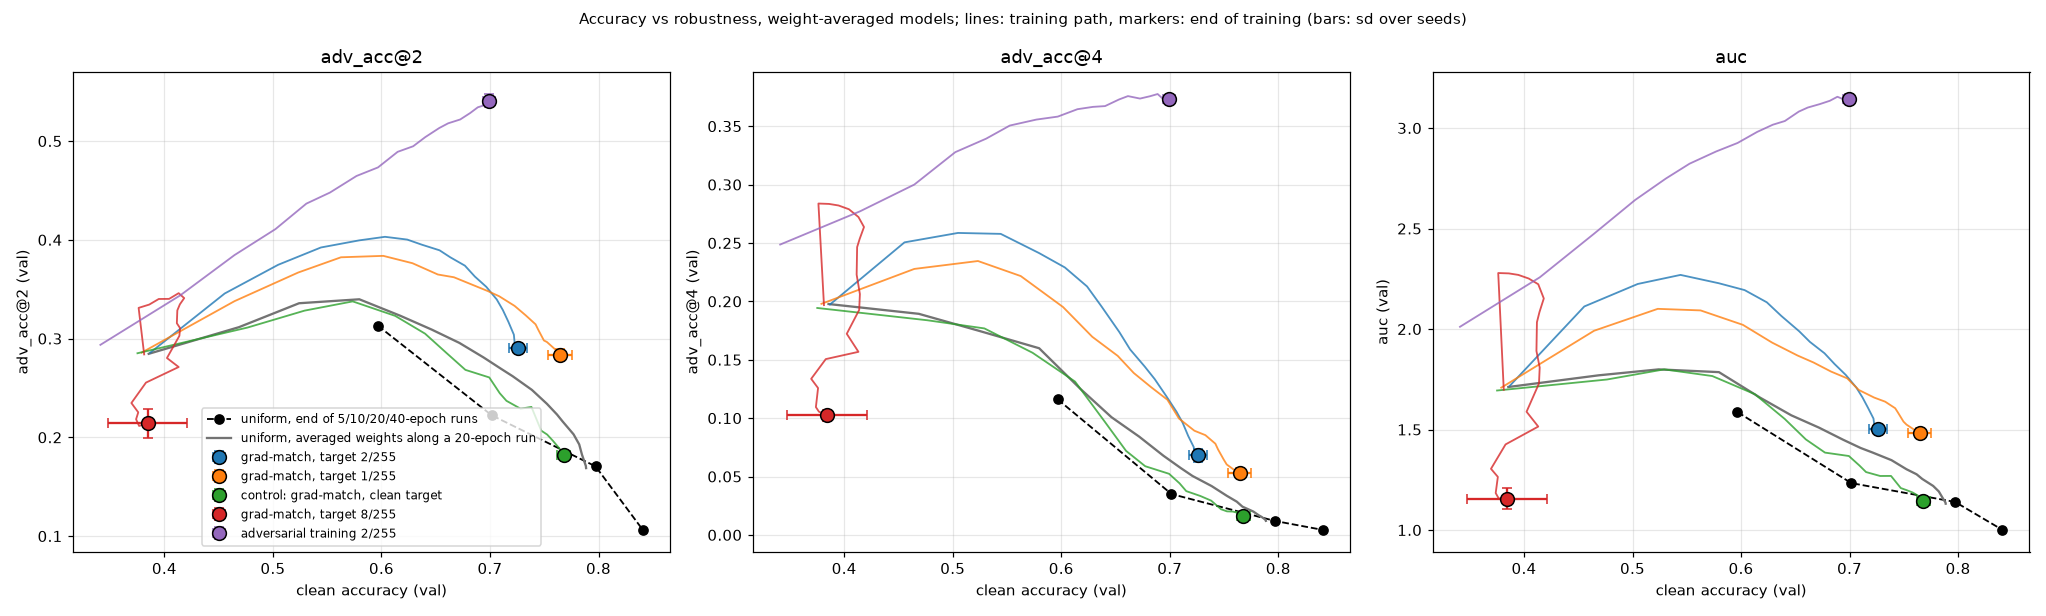 Accuracy vs robustness, weight-averaged models; lines: training path, markers: end of training (bars: sd over seeds)
adv_acc@2
adv_acc@2 (val)
0.5
0.4
0.3
0.2
0.1
0.4 0.5 0.6 0.7 0.8
clean accuracy (val)
uniform, end of 5/10/20/40-epoch runs
uniform, averaged weights along a 20-epoch run
grad-match, target 2/255
grad-match, target 1/255
control: grad-match, clean target
grad-match, target 8/255
adversarial training 2/255
adv_acc@4
adv_acc@4 (val)
0.35
0.30
0.25
0.20
0.15
0.10
0.05
0.00
0.4 0.5 0.6 0.7 0.8
clean accuracy (val)
auc
auc (val)
3.0
2.5
2.0
1.5
1.0
0.4 0.5 0.6 0.7 0.8
clean accuracy (val)